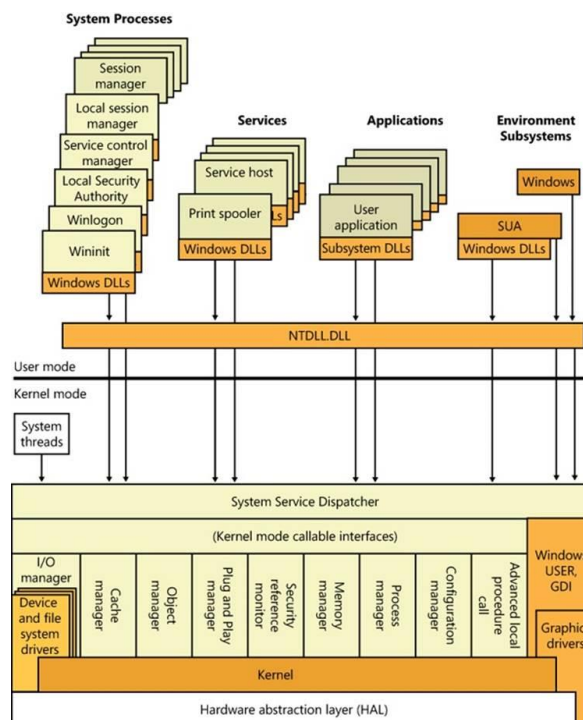 System Processes
Session
manager
Local session
manager
Service control
manager
Local Security
Authority
Winlogon
Wininit
Windows DLLs
Services
Service host
Print spooler
Ls
Windows DLLs
Applications
User
application
Subsystem DLLs
Environment
Subsystems
Windows
SUA
Windows DLLs
NTDLL.DLL
User mode
Kernel mode
System
threads
System Service Dispatcher
(Kernel mode callable interfaces)
I/O
manager
Device and file
system drivers
Cache
manager
Object
manager
Plug and Play
manager
Security
reference
monitor
Memory
manager
Process
manager
Configuration
manager
Advanced local
procedure
call
Window
USER,
GDI
Graphic
drivers
Kernel
Hardware abstraction layer (HAL)